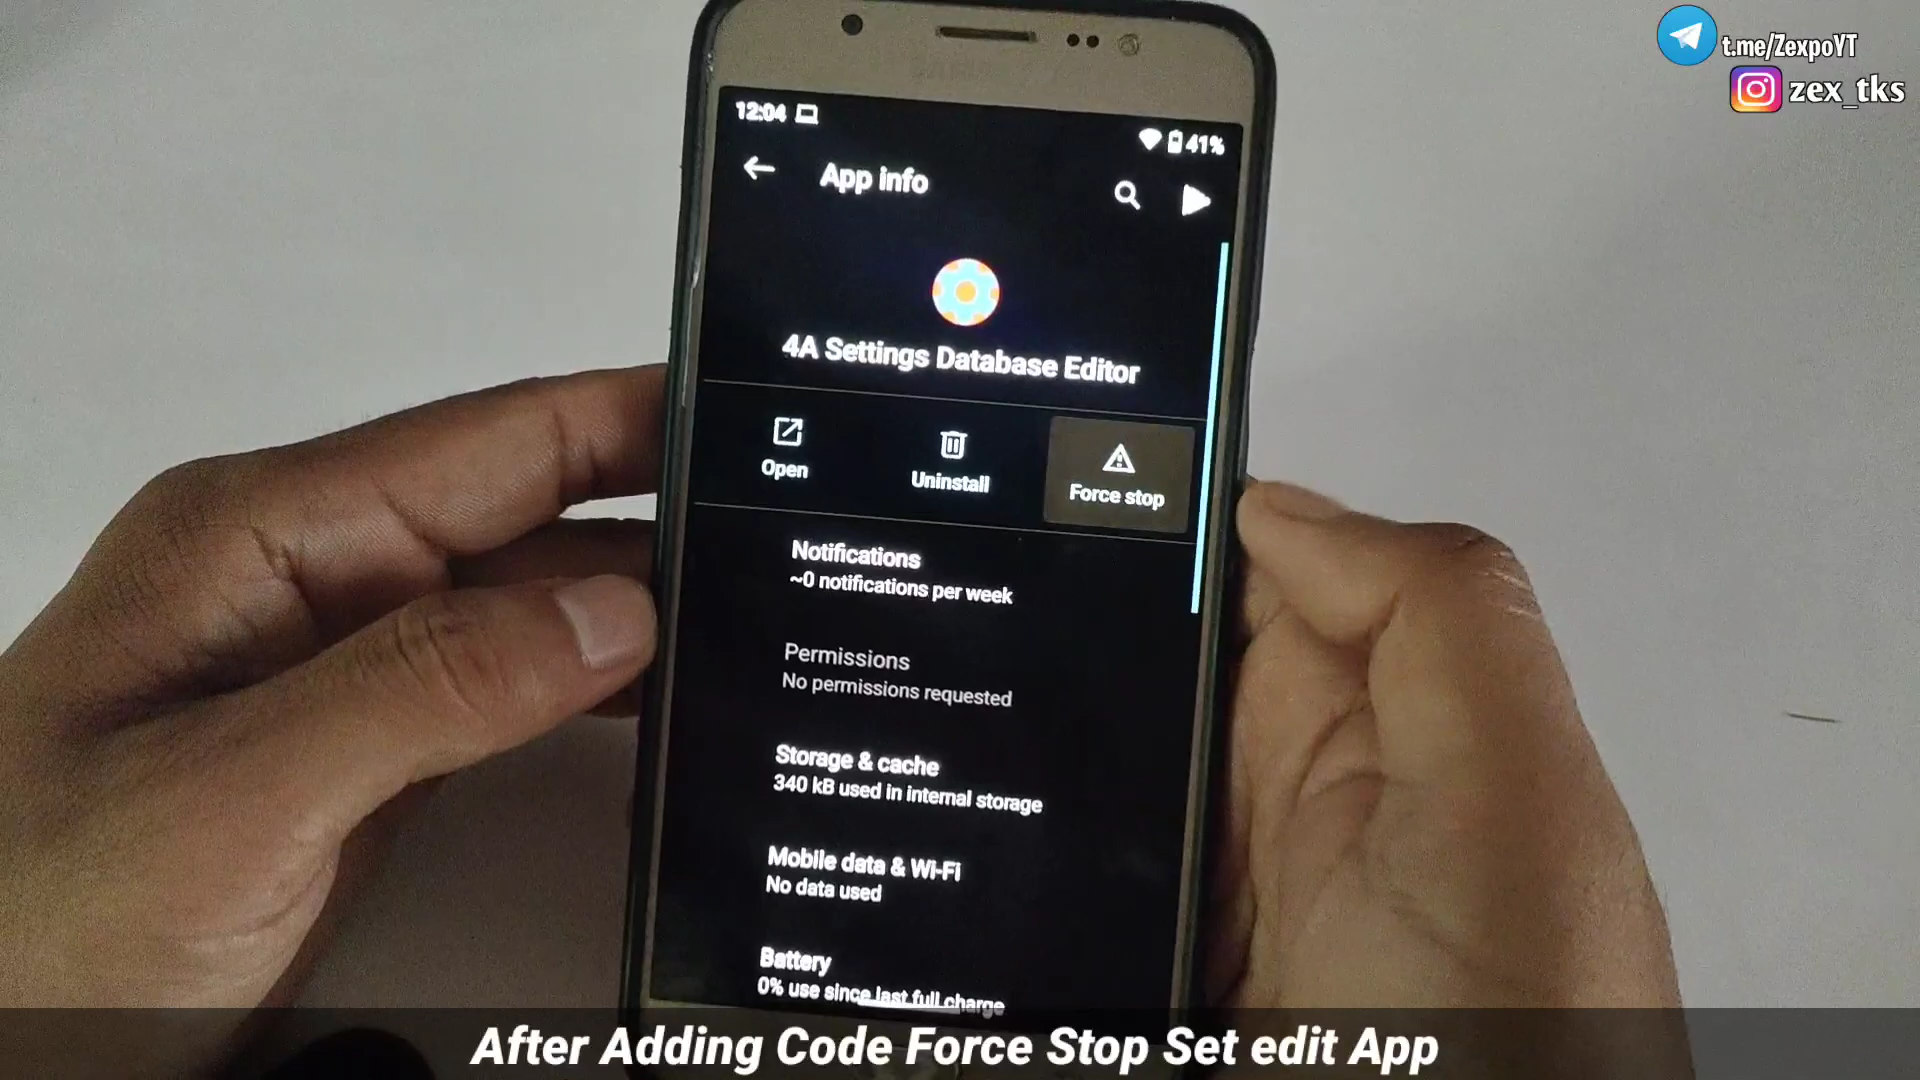 t.me/ZexpoYT
zex_tks
12:04
41%
App info
4A Settings Database Editor
Open
Uninstall
Force stop
Notifications
~0 notifications per week
Permissions
No permissions requested
Storage & cache
340 kB used in internal storage
Mobile data & Wi-Fi
No data used
Battery
0% use since last full charge
After Adding Code Force Stop Set edit App